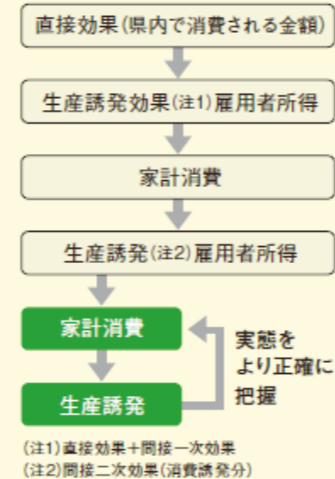 直接効果(県内で消費される金額)
生産誘発効果(注1)雇用者所得
家計消費
生産誘発(注2)雇用者所得
家計消費
実態を
より正確に
把握
生産誘発
(注1)直接効果+間接一次効果
(注2)間接二次効果(消費誘発分)